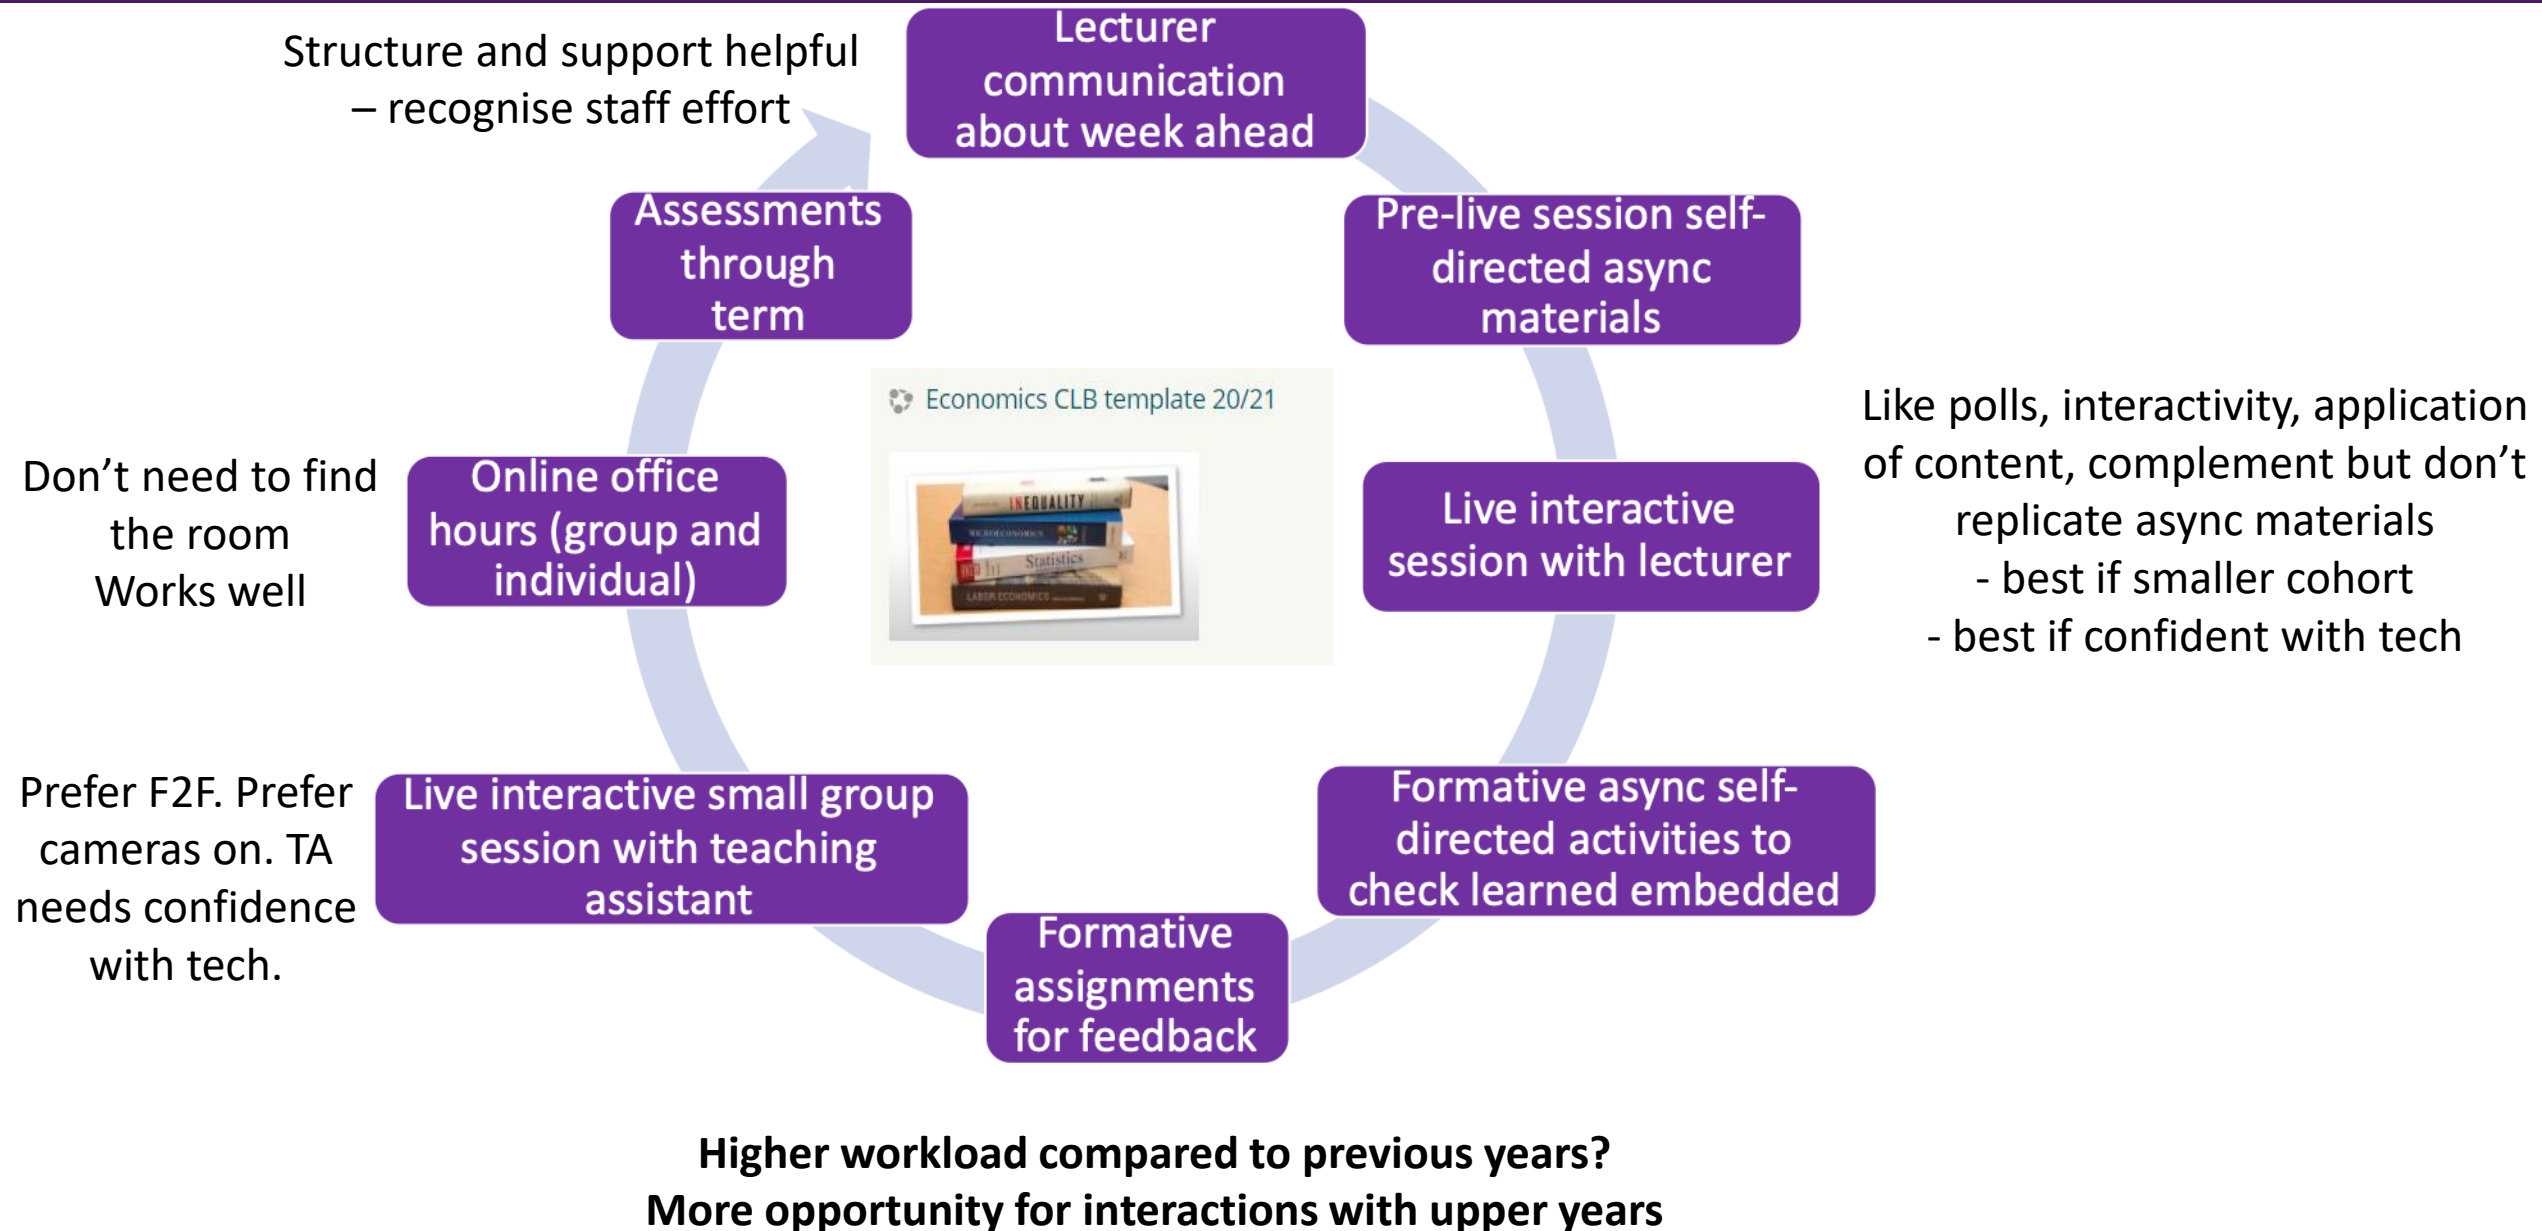 Structure and support helpful
– recognise staff effort
Lecturer
communication
about week ahead
Pre-live session self-
directed async
materials
Like polls, interactivity, application
of content, complement but don’t
replicate async materials
- best if smaller cohort
- best if confident with tech
Live interactive
session with lecturer
Formative async self-
directed activities to
check learned embedded
Formative
assignments
for feedback
Live interactive small group
session with teaching
assistant
Prefer F2F. Prefer
cameras on. TA
needs confidence
with tech.
Online office
hours (group and
individual)
Don’t need to find
the room
Works well
Assessments
through
term
Economics CLB template 20/21
INEQUALITY
MICROECONOMICS
Statistics
LABOR ECONOMICS
Higher workload compared to previous years?
More opportunity for interactions with upper years